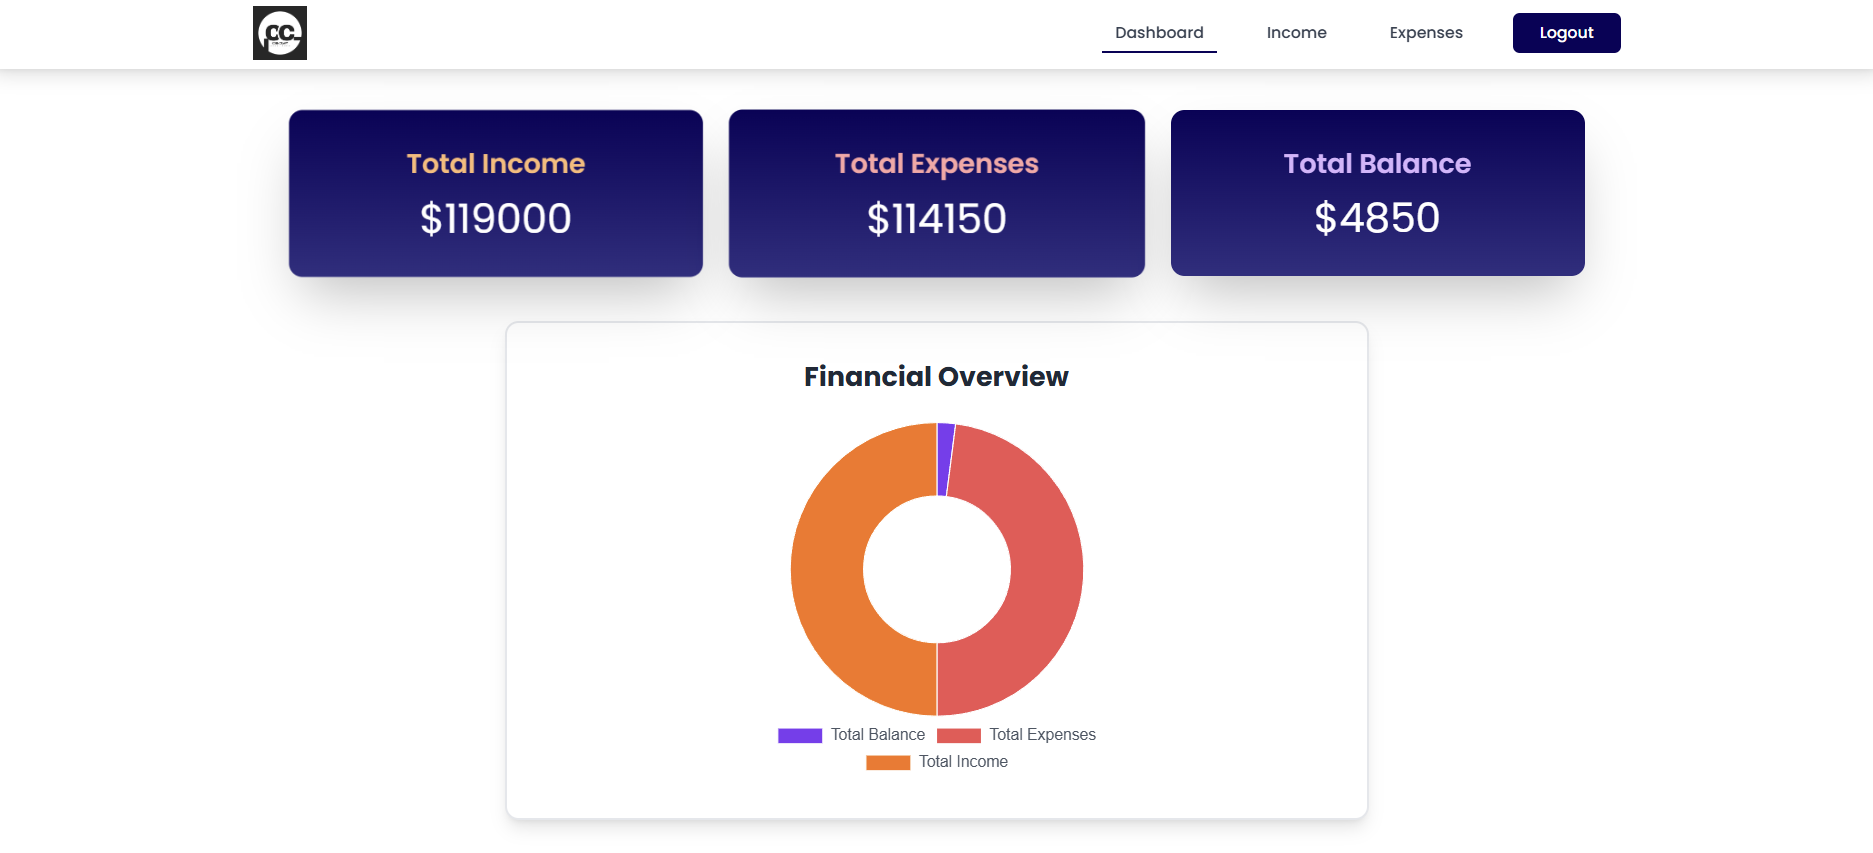 CC
Dashboard Income Expenses Logout
Total Income Total Expenses Total Balance
$119000 $114150 $4850
Financial Overview
Total Balance Total Expenses
Total Income